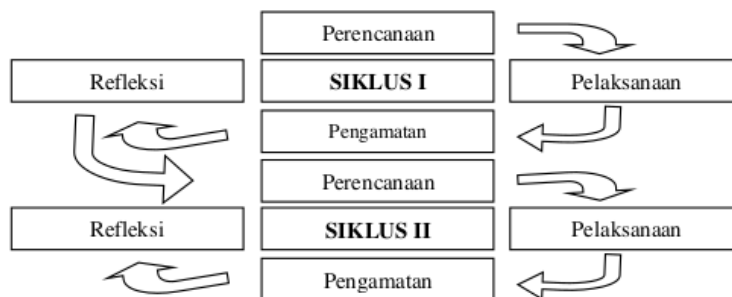 Perencanaan
Refleksi
SIKLUS I
Pelaksanaan
Pengamatan
Perencanaan
Refleksi
SIKLUS II
Pelaksanaan
Pengamatan